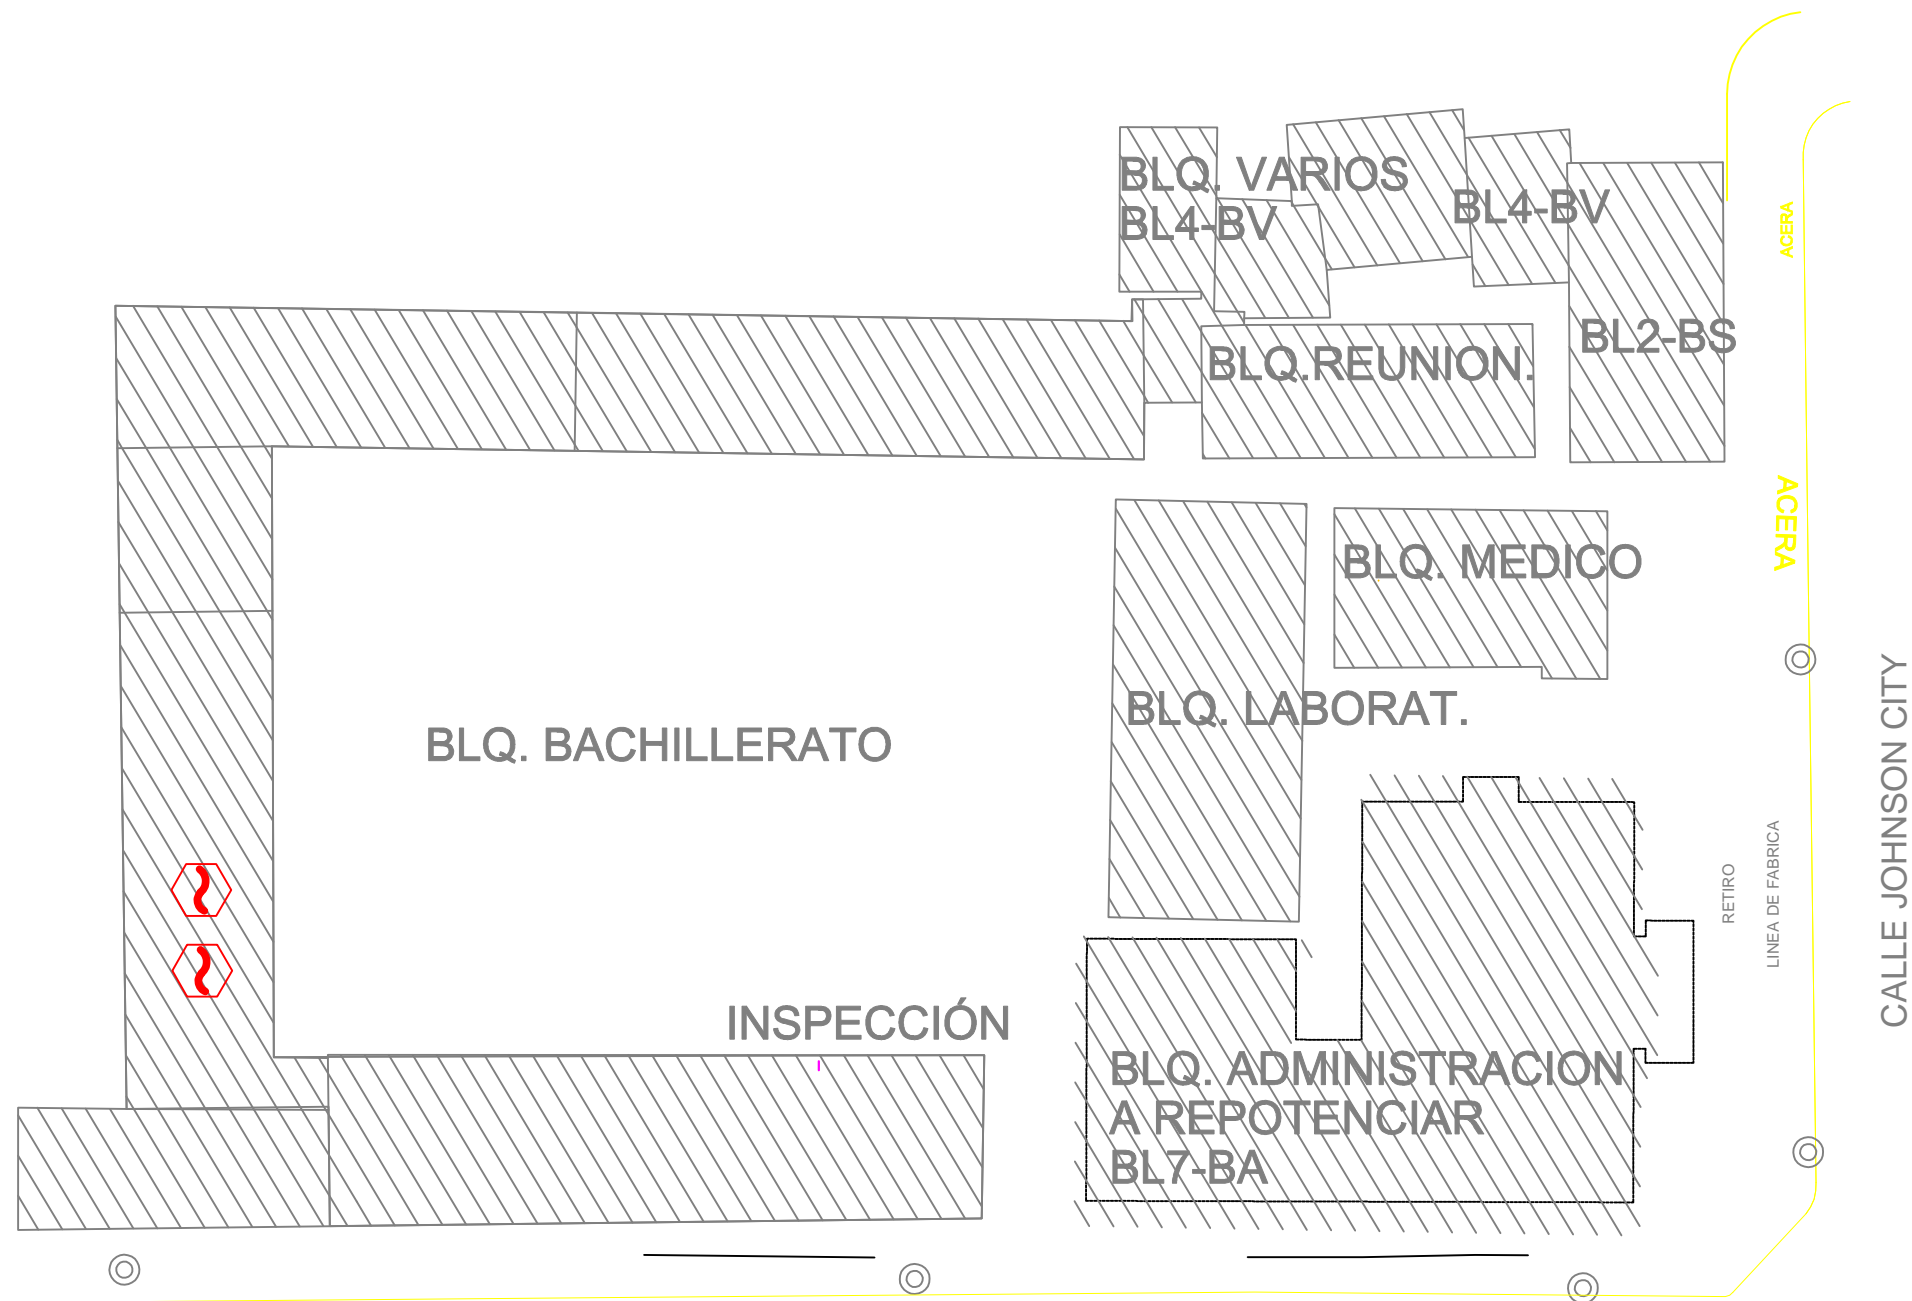 BLQ. VARIOS
BL4-BV
BL4-BV
ACERA
BL2-BS
BLQ.REUNION.
ACERA
BLQ. MEDICO
BLQ. LABORAT.
BLQ. BACHILLERATO
CALLE JOHNSON CITY
RETIRO
LINEA DE FABRICA
INSPECCIÓN
BLQ. ADMINISTRACION
A REPOTENCIAR
BL7-BA